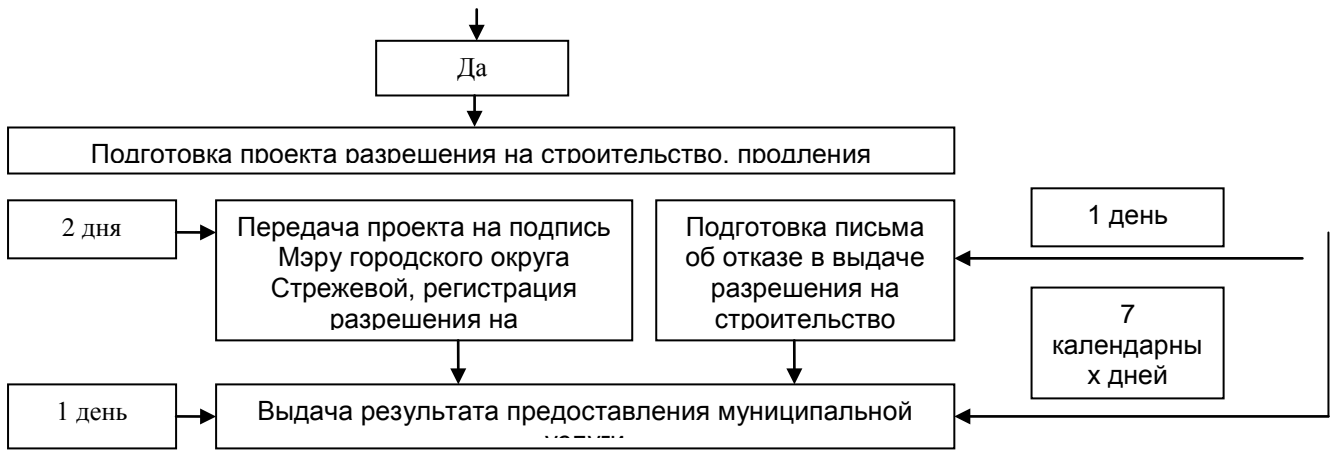 Да
Подготовка проекта разрешения на строительство, продления
2 дня
Передача проекта на подпись
Мэру городского округа
Стрежевой, регистрация
разрешения на
Подготовка письма
об отказе в выдаче
разрешения на
строительство
1 день
7
календарны
х дней
1 день
Выдача результата предоставления муниципальной